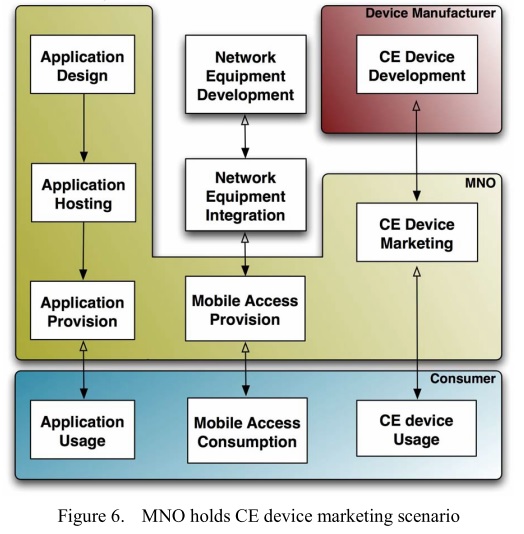 Device Manufacturer
Application
Design
Network
Equipment
Development
CE Device
Development
Application
Hosting
Network
Equipment
Integration
MNO
CE Device
Marketing
Application
Provision
Mobile Access
Provision
Consumer
Application
Usage
Mobile Access
Consumption
CE device
Usage
Figure 6. MNO holds CE device marketing scenario